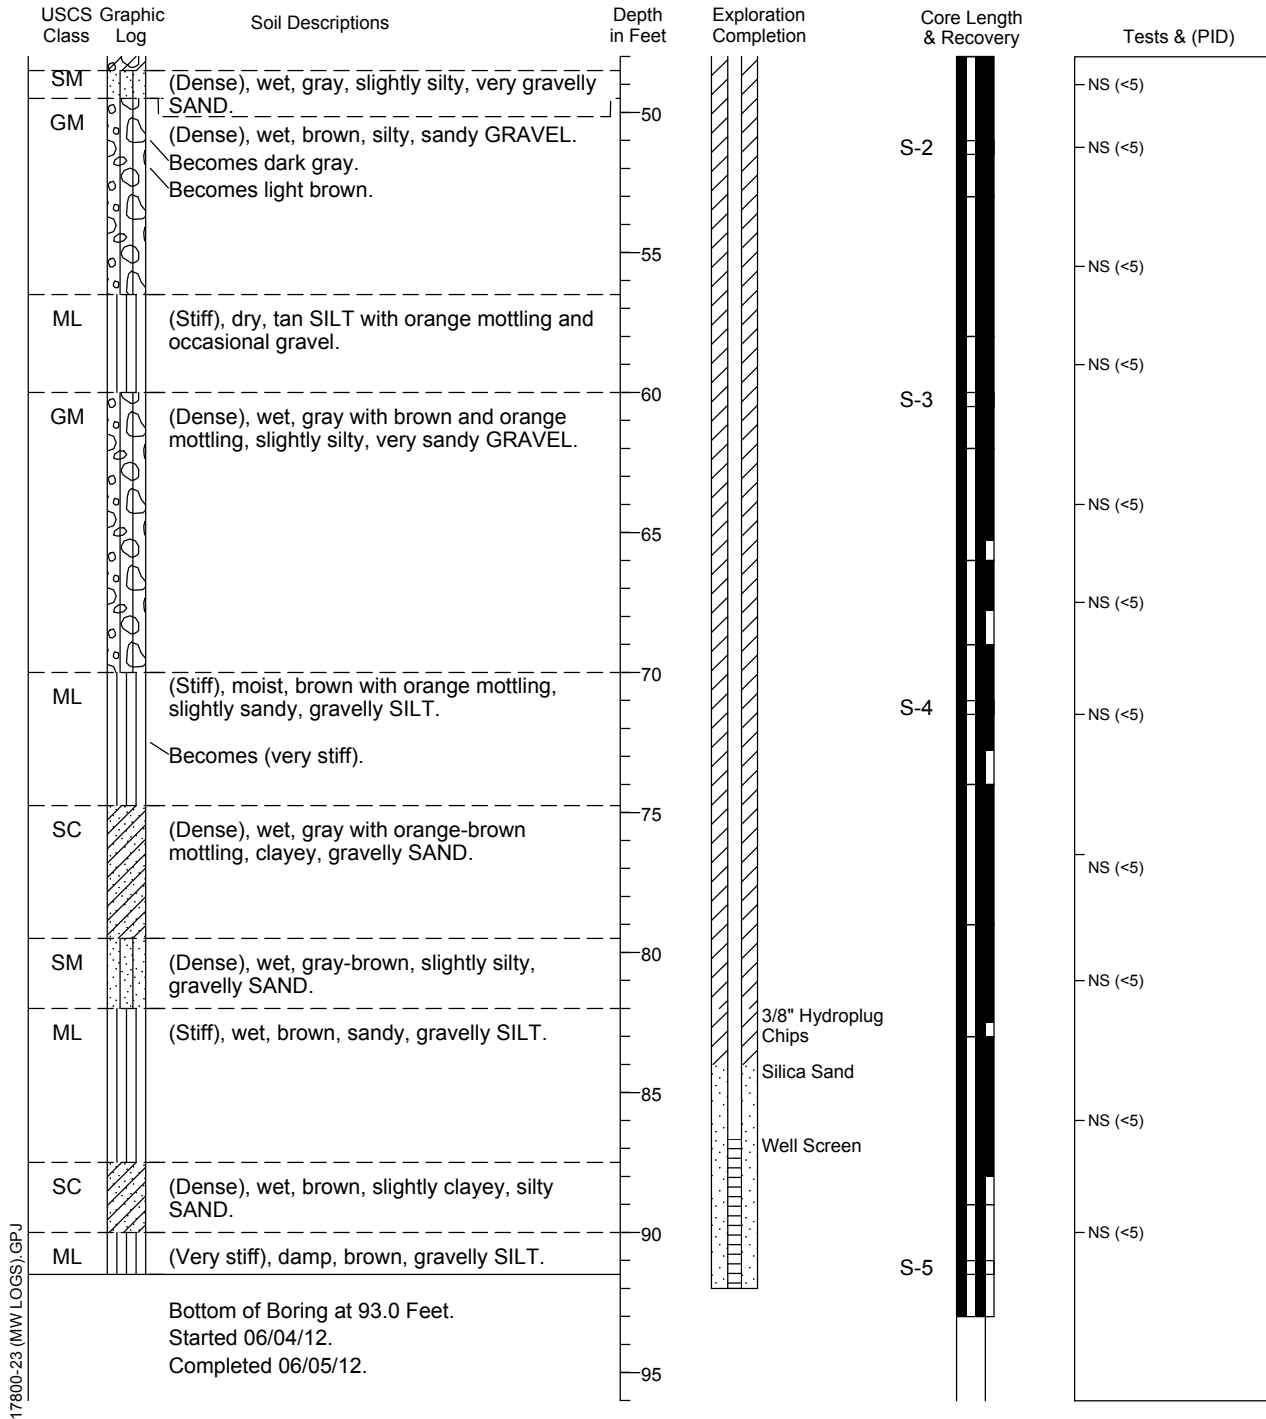 USCS Graphic
Class Log
Soil Descriptions
Depth
in Feet
Exploration
Completion
Core Length
& Recovery
Tests & (PID)
SM
(Dense), wet, gray, slightly silty, very gravelly
SAND.
NS (<5)
50
GM
(Dense), wet, brown, silty, sandy GRAVEL.
S-2
NS (<5)
Becomes dark gray.
Becomes light brown.
55
NS (<5)
ML
(Stiff), dry, tan SILT with orange mottling and
occasional gravel.
NS (<5)
60
S-3
GM
(Dense), wet, gray with brown and orange
mottling, slightly silty, very sandy GRAVEL.
NS (<5)
65
NS (<5)
70
ML
(Stiff), moist, brown with orange mottling,
slightly sandy, gravelly SILT.
S-4
NS (<5)
Becomes (very stiff).
75
SC
(Dense), wet, gray with orange-brown
mottling, clayey, gravelly SAND.
NS (<5)
80
SM
(Dense), wet, gray-brown, slightly silty,
gravelly SAND.
NS (<5)
3/8" Hydroplug
Chips
ML
(Stiff), wet, brown, sandy, gravelly SILT.
Silica Sand
85
NS (<5)
Well Screen
SC
(Dense), wet, brown, slightly clayey, silty
SAND.
90
NS (<5)
ML
(Very stiff), damp, brown, gravelly SILT.
S-5
Bottom of Boring at 93.0 Feet.
Started 06/04/12.
Completed 06/05/12.
95
17800-23 (MW LOGS).GPJ